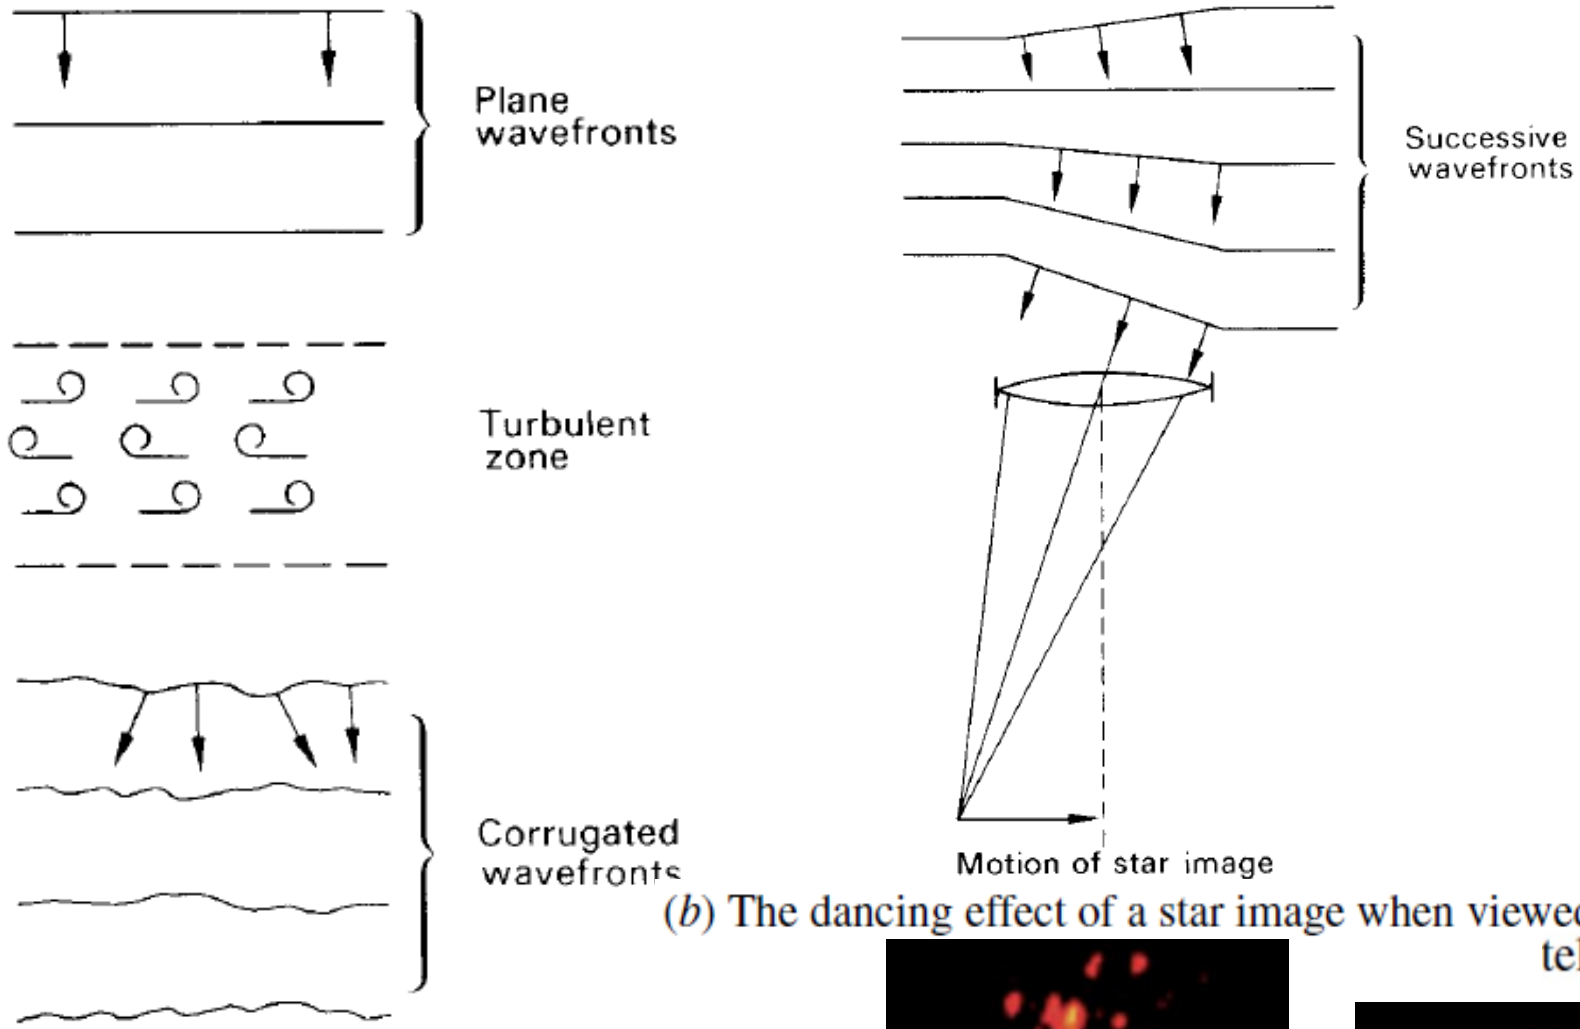 Plane
wavefronts
Turbulent
zone
Corrugated
wavefronts
Successive
wavefronts
Motion of star image
(b) The dancing effect of a star image when viewed